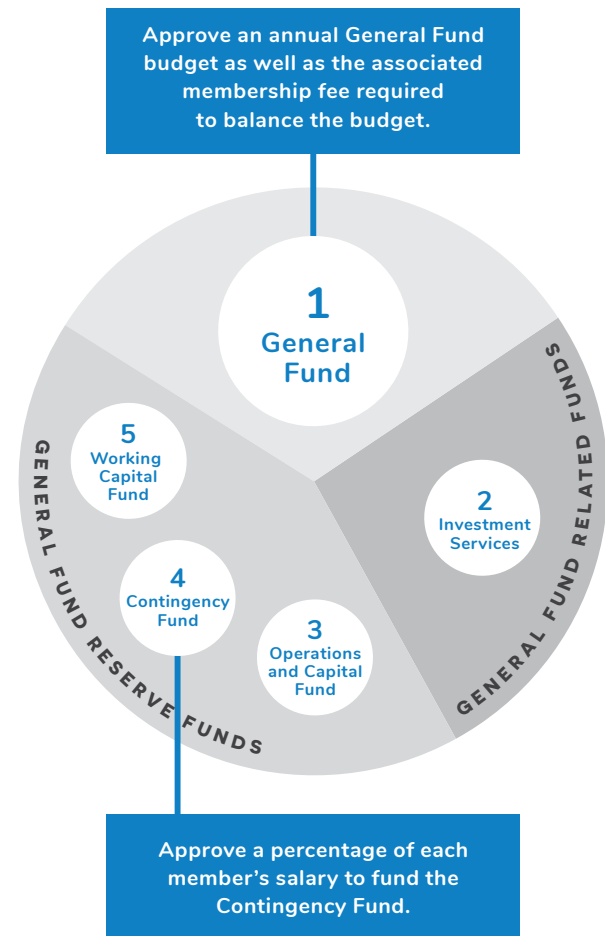 Approve an annual General Fund
budget as well as the associated
membership fee required
to balance the budget.
1
General
Fund
GENERAL FUND RELATED FUNDS
2
Investment
Services
5
Working
Capital
Fund
4
Contingency
Fund
3
Operations
and Capital
Fund
GENERAL FUND RESERVE FUNDS
Approve a percentage of each
member’s salary to fund the
Contingency Fund.